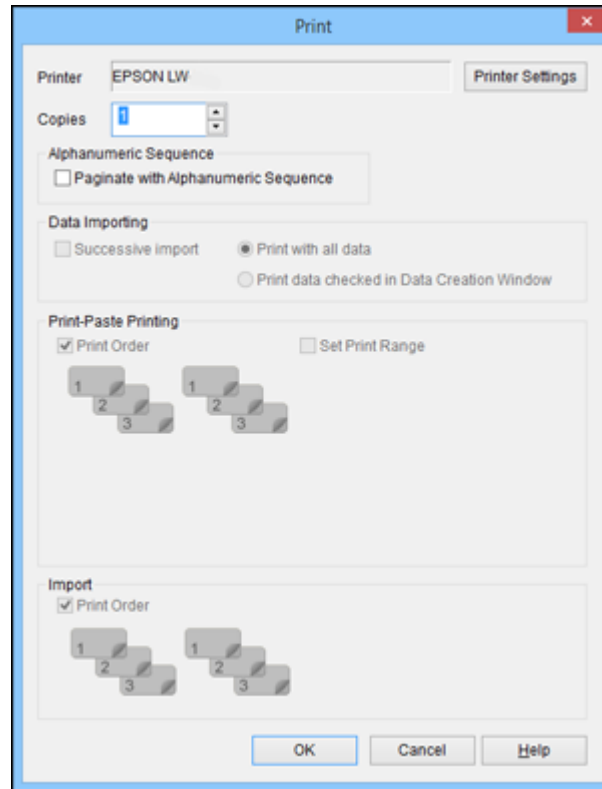 Print
Printer EPSON LW Printer Settings
Copies 1
Alphanumeric Sequence
Paginate with Alphanumeric Sequence
Data Importing
Successive import Print with all data
Print data checked in Data Creation Window
Print-Paste Printing
Print Order Set Print Range
1 1
2 2
3 3
Import
Print Order
1 1
2 2
3 3
OK Cancel Help